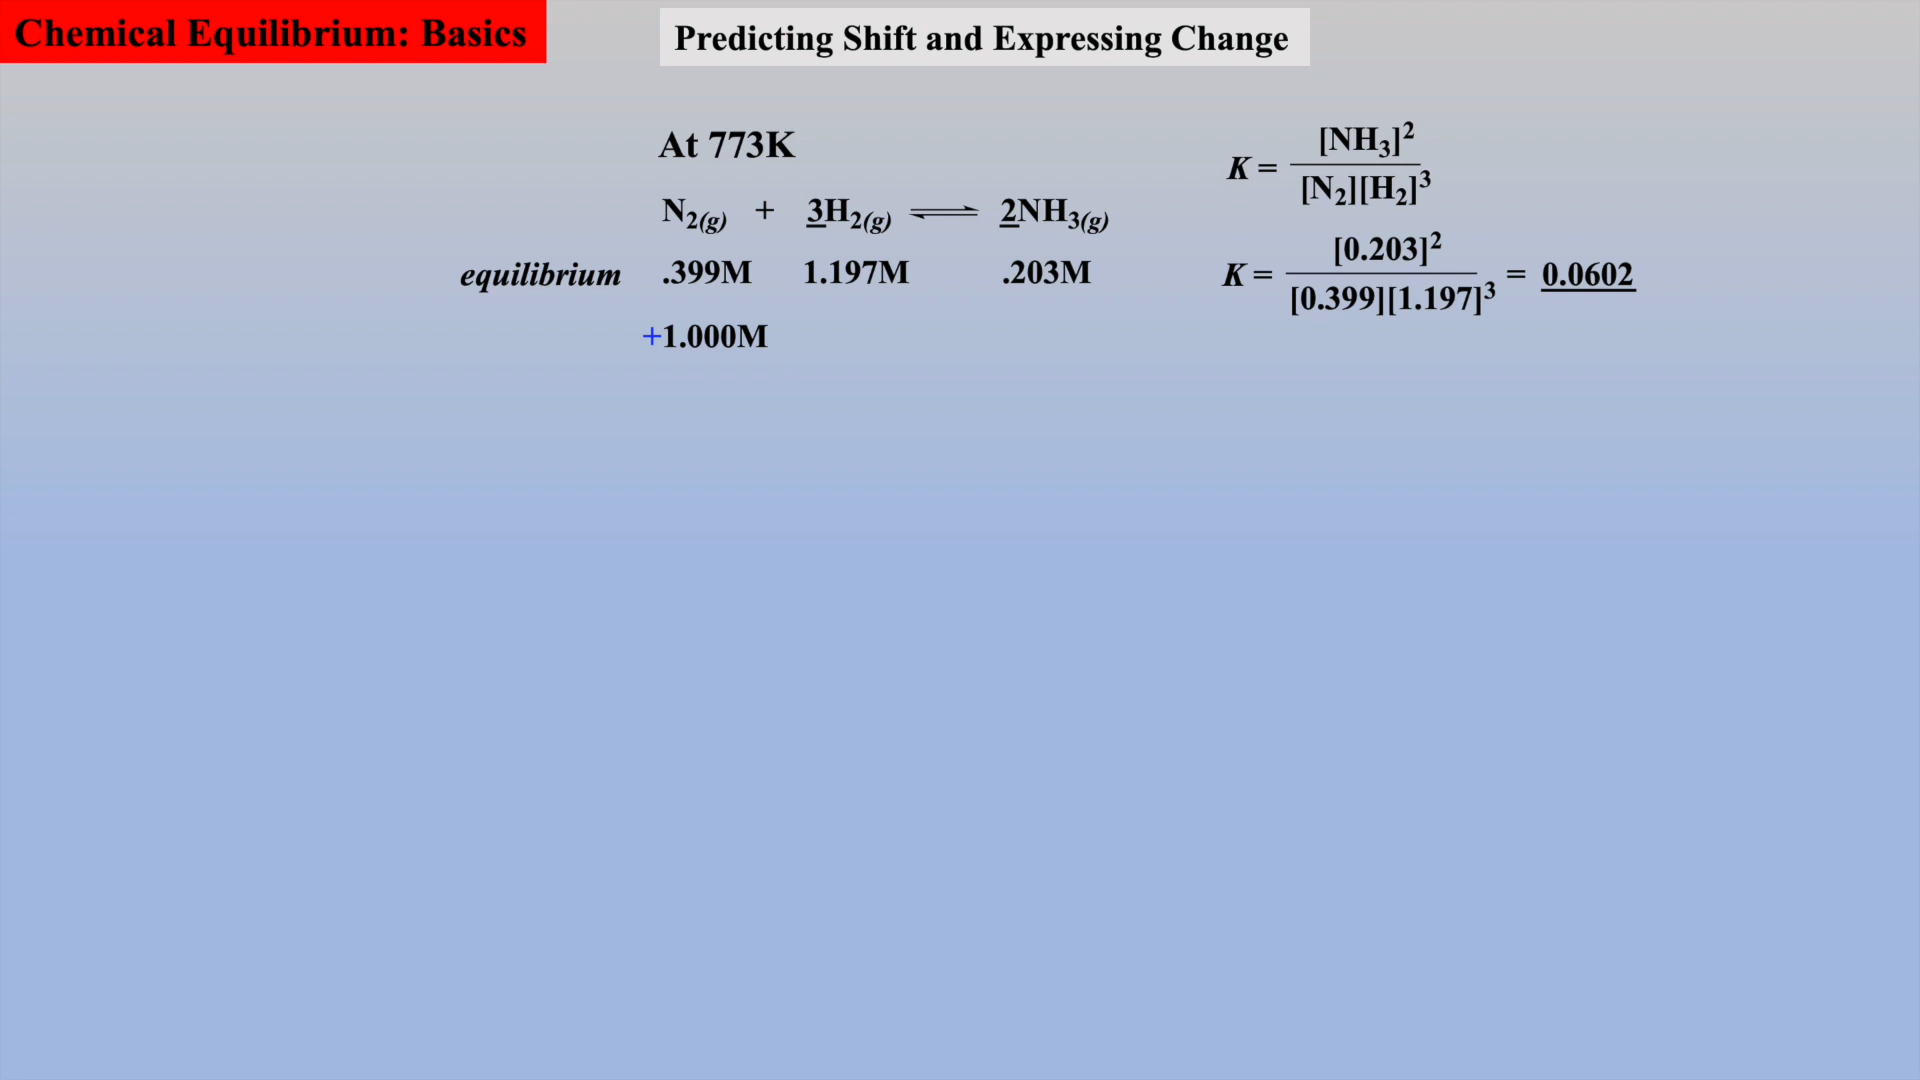 Chemical Equilibrium: Basics
Predicting Shift and Expressing Change
At 773K
K = [NH₃]² / [N₂][H₂]³
N₂(g) + 3H₂(g) ⇌ 2NH₃(g)
equilibrium .399M 1.197M .203M
K = [0.203]² / [0.399][1.197]³ = 0.0602
+1.000M